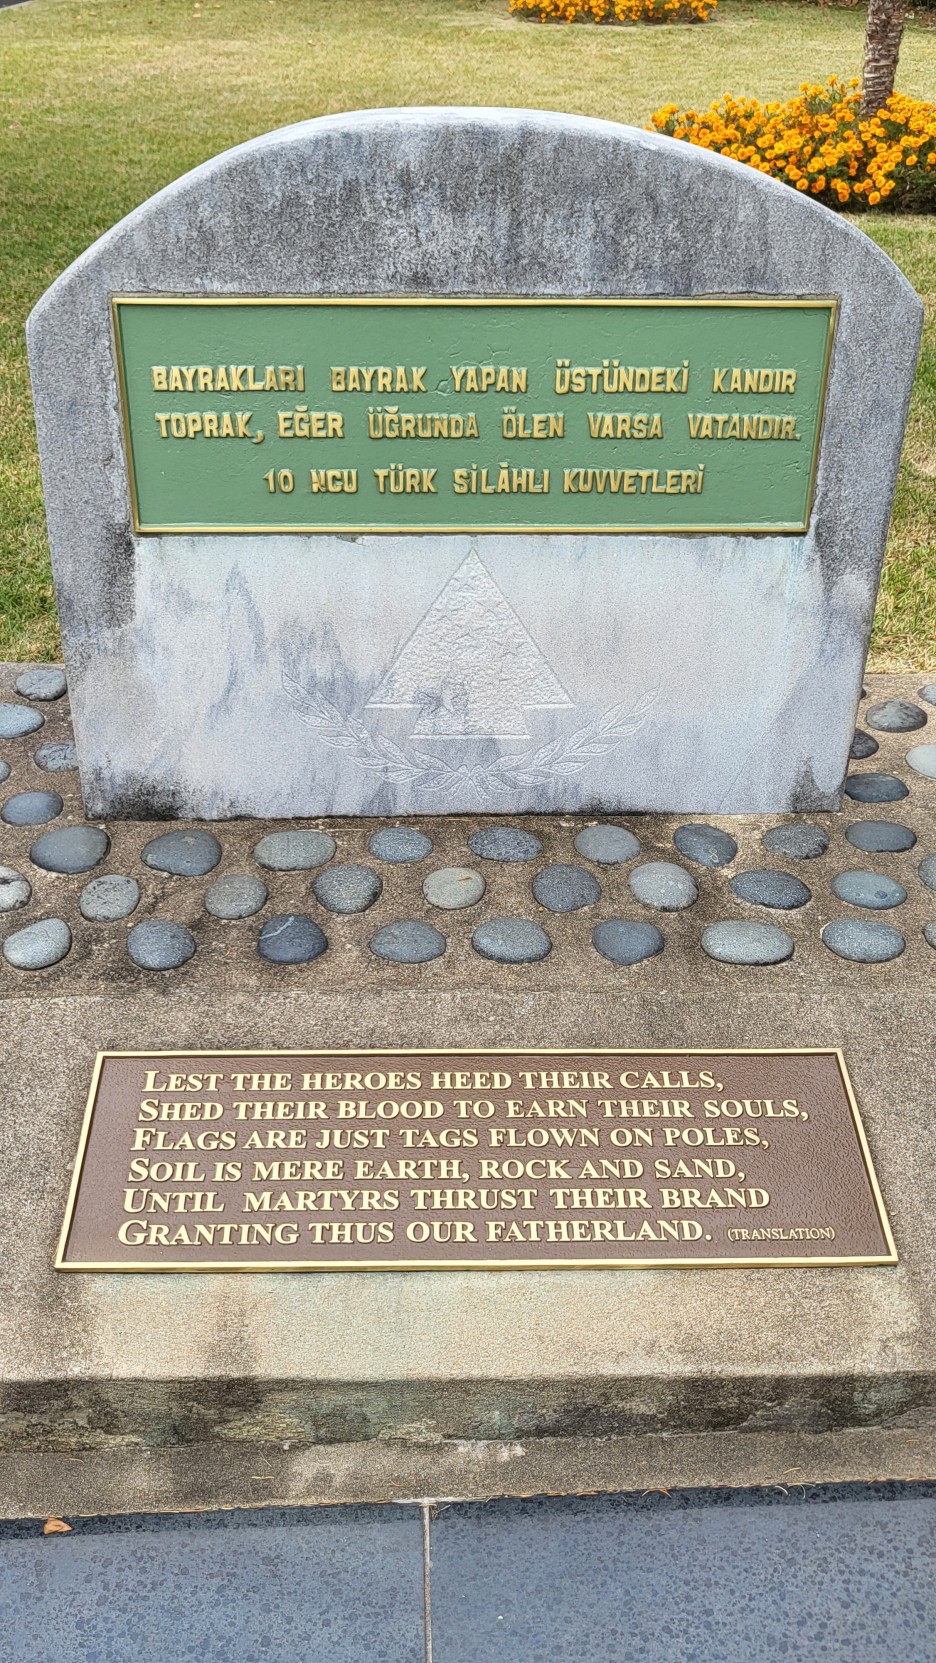 BAYRAKLARI BAYRAK YAPAN ÜSTÜNDEKİ KANDIR
TOPRAK, EĞER ÜĞRUNDA ÖLEN VARSA VATANDIR.
10 NCU TÜRK SİLÂHLI KUVVETLERİ
LEST THE HEROES HEED THEIR CALLS,
SHED THEIR BLOOD TO EARN THEIR SOULS,
FLAGS ARE JUST TAGS FLOWN ON POLES,
SOIL IS MERE EARTH, ROCK AND SAND,
UNTIL MARTYRS THRUST THEIR BRAND
GRANTING THUS OUR FATHERLAND. (TRANSLATION)